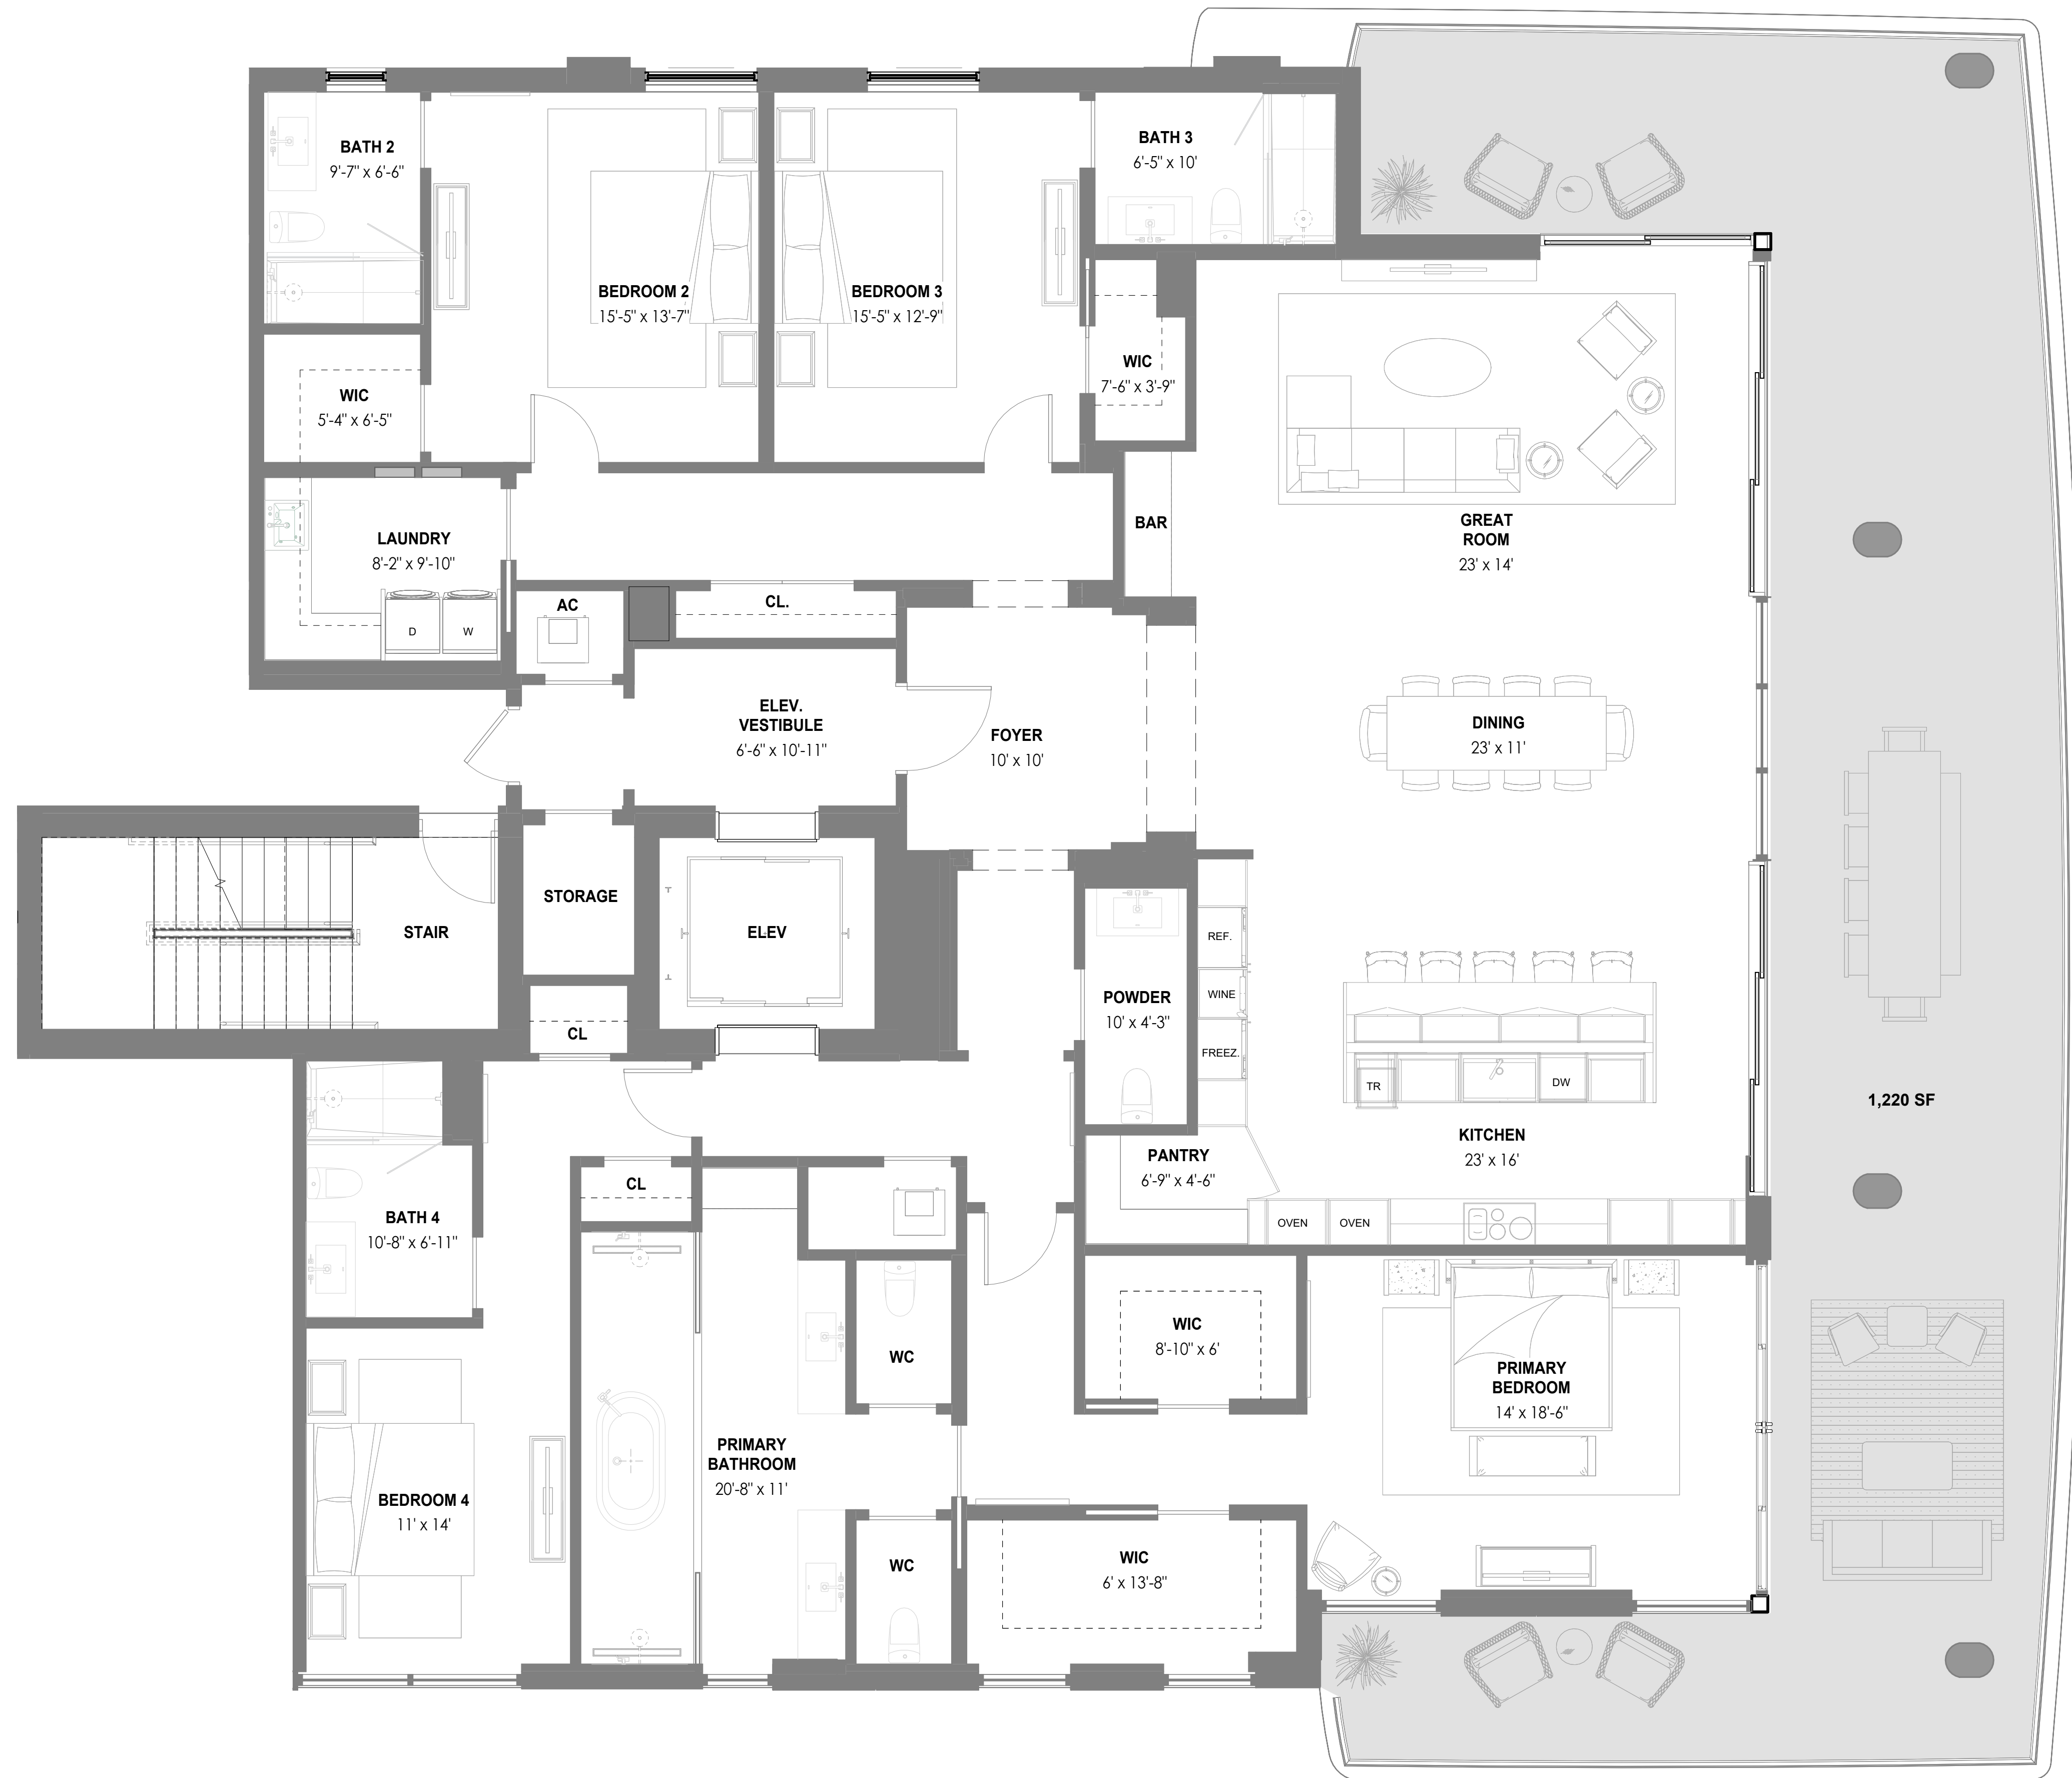 BATH 2
9'-7" x 6'-6"
BATH 3
6'-5" x 10'
BEDROOM 2
15'-5" x 13'-7"
BEDROOM 3
15'-5" x 12'-9"
WIC
7'-6" x 3'-9"
WIC
5'-4" x 6'-5"
BAR
GREAT
ROOM
23' x 14'
LAUNDRY
8'-2" x 9'-10"
D
W
AC
CL.
ELEV.
VESTIBULE
6'-6" x 10'-11"
FOYER
10' x 10'
DINING
23' x 11'
STAIR
STORAGE
ELEV
CL
POWDER
10' x 4'-3"
REF.
WINE
FREEZ.
TR
DW
1,220 SF
KITCHEN
23' x 16'
PANTRY
6'-9" x 4'-6"
OVEN
OVEN
CL
BATH 4
10'-8" x 6'-11"
WC
WIC
8'-10" x 6'
PRIMARY
BEDROOM
14' x 18'-6"
PRIMARY
BATHROOM
20'-8" x 11'
BEDROOM 4
11' x 14'
WC
WIC
6' x 13'-8"